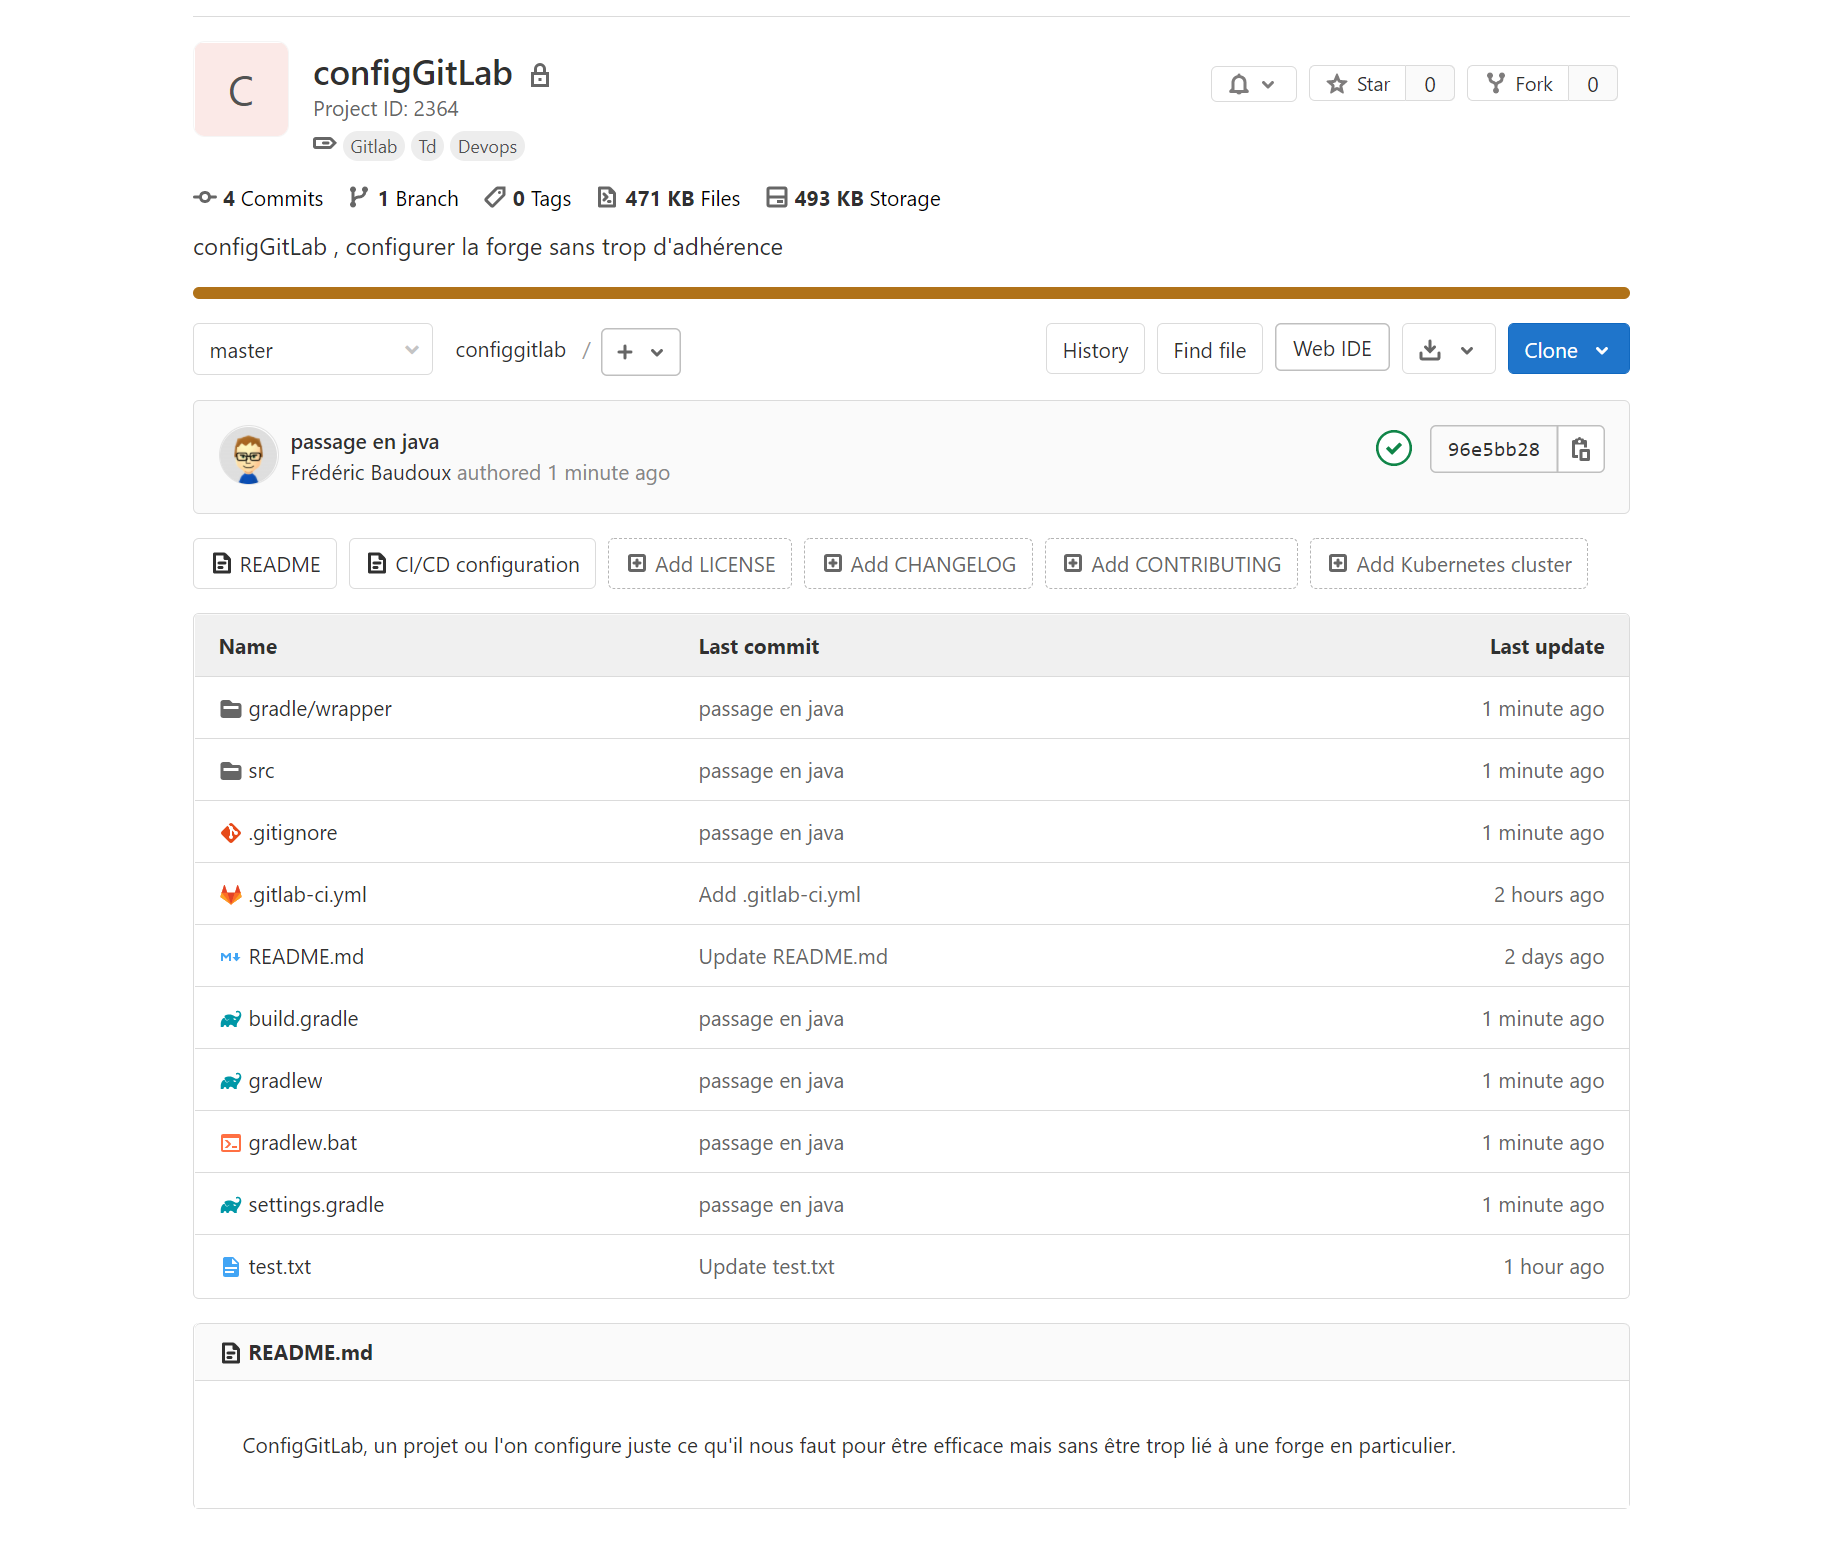 C
configGitLab
Project ID: 2364
Gitlab Td Devops
Star 0 Fork 0
4 Commits 1 Branch 0 Tags 471 KB Files 493 KB Storage
configGitLab , configurer la forge sans trop d'adhérence
master configgitlab / + History Find file Web IDE Clone
passage en java
Frédéric Baudoux authored 1 minute ago
96e5bb28
README CI/CD configuration Add LICENSE Add CHANGELOG Add CONTRIBUTING Add Kubernetes cluster
Name Last commit Last update
gradle/wrapper passage en java 1 minute ago
src passage en java 1 minute ago
.gitignore passage en java 1 minute ago
.gitlab-ci.yml Add .gitlab-ci.yml 2 hours ago
README.md Update README.md 2 days ago
build.gradle passage en java 1 minute ago
gradlew passage en java 1 minute ago
gradlew.bat passage en java 1 minute ago
settings.gradle passage en java 1 minute ago
test.txt Update test.txt 1 hour ago
README.md
ConfigGitLab, un projet ou l'on configure juste ce qu'il nous faut pour être efficace mais sans être trop lié à une forge en particulier.